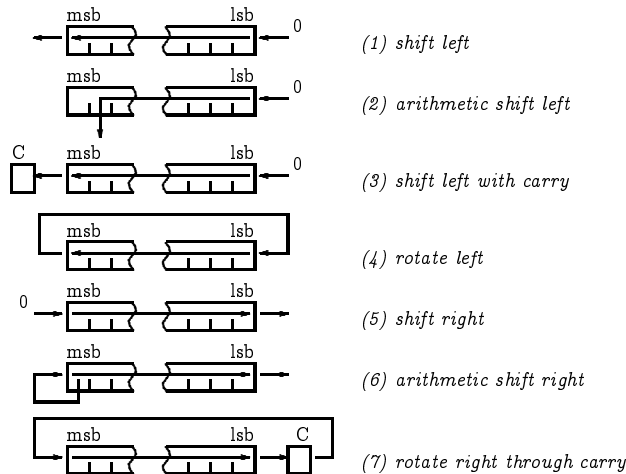 msb lsb 0
(1) shift left
msb lsb 0
(2) arithmetic shift left
C msb lsb 0
(3) shift left with carry
msb lsb
(4) rotate left
0 msb lsb
(5) shift right
msb lsb
(6) arithmetic shift right
msb lsb C
(7) rotate right through carry